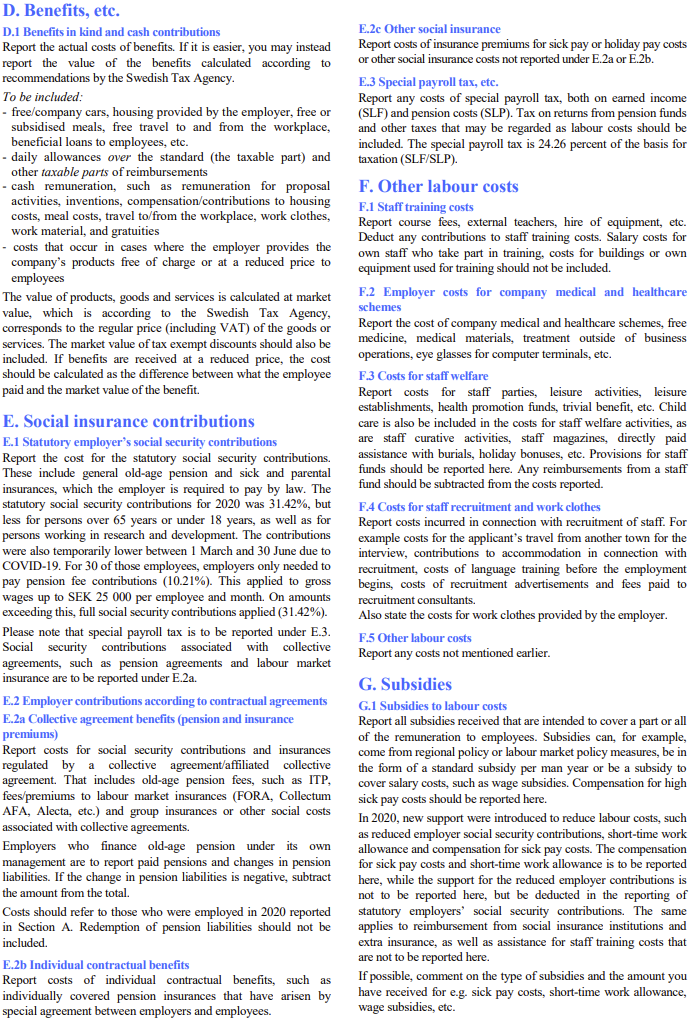 D. Benefits, etc.
D.1 Benefits in kind and cash contributions
Report the actual costs of benefits. If it is easier, you may instead
report the value of the benefits calculated according to
recommendations by the Swedish Tax Agency.
To be included:
- free/company cars, housing provided by the employer, free or
subsidised meals, free travel to and from the workplace,
beneficial loans to employees, etc.
- daily allowances over the standard (the taxable part) and
other taxable parts of reimbursements
- cash remuneration, such as remuneration for proposal
activities, inventions, compensation/contributions to housing
costs, meal costs, travel to/from the workplace, work clothes,
work material, and gratuities
- costs that occur in cases where the employer provides the
company's products free of charge or at a reduced price to
employees
The value of products, goods and services is calculated at market
value, which is according to the Swedish Tax Agency,
corresponds to the regular price (including VAT) of the goods or
services. The market value of tax exempt discounts should also be
included. If benefits are received at a reduced price, the cost
should be calculated as the difference between what the employee
paid and the market value of the benefit.
E. Social insurance contributions
E.1 Statutory employer's social security contributions
Report the cost for the statutory social security contributions.
These include general old-age pension and sick and parental
insurances, which the employer is required to pay by law. The
statutory social security contributions for 2020 was 31.42%, but
less for persons over 65 years or under 18 years, as well as for
persons working in research and development. The contributions
were also temporarily lower between 1 March and 30 June due to
COVID-19. For 30 of those employees, employers only needed to
pay pension fee contributions (10.21%). This applied to gross
wages up to SEK 25 000 per employee and month. On amounts
exceeding this, full social security contributions applied (31.42%).
Please note that special payroll tax is to be reported under E.3.
Social security contributions associated with collective
agreements, such as pension agreements and labour market
insurance are to be reported under E.2a.
E.2 Employer contributions according to contractual agreements
E.2a Collective agreement benefits (pension and insurance
premiums)
Report costs for social security contributions and insurances
regulated by a collective agreement/affiliated collective
agreement. That includes old-age pension fees, such as ITP,
fees/premiums to labour market insurances (FORA, Collectum
AFA, Alecta, etc.) and group insurances or other social costs
associated with collective agreements.
Employers who finance old-age pension under its own
management are to report paid pensions and changes in pension
liabilities. If the change in pension liabilities is negative, subtract
the amount from the total.
Costs should refer to those who were employed in 2020 reported
in Section A. Redemption of pension liabilities should not be
included.
E.2b Individual contractual benefits
Report costs of individual contractual benefits, such as
individually covered pension insurances that have arisen by
special agreement between employers and employees.
E.2c Other social insurance
Report costs of insurance premiums for sick pay or holiday pay costs
or other social insurance costs not reported under E.2a or E.2b.
E.3 Special payroll tax, etc.
Report any costs of special payroll tax, both on earned income
(SLF) and pension costs (SLP). Tax on returns from pension funds
and other taxes that may be regarded as labour costs should be
included. The special payroll tax is 24.26 percent of the basis for
taxation (SLF/SLP).
F. Other labour costs
F.1 Staff training costs
Report course fees, external teachers, hire of equipment, etc.
Deduct any contributions to staff training costs. Salary costs for
own staff who take part in training, costs for buildings or own
equipment used for training should not be included.
F.2 Employer costs for company medical and healthcare
schemes
Report the cost of company medical and healthcare schemes, free
medicine, medical materials, treatment outside of business
operations, eye glasses for computer terminals, etc.
F.3 Costs for staff welfare
Report costs for staff parties, leisure activities, leisure
establishments, health promotion funds, trivial benefit, etc. Child
care is also be included in the costs for staff welfare activities, as
are staff curative activities, staff magazines, directly paid
assistance with burials, holiday bonuses, etc. Provisions for staff
funds should be reported here. Any reimbursements from a staff
fund should be subtracted from the costs reported.
F.4 Costs for staff recruitment and work clothes
Report costs incurred in connection with recruitment of staff. For
example costs for the applicant's travel from another town for the
interview, contributions to accommodation in connection with
recruitment, costs of language training before the employment
begins, costs of recruitment advertisements and fees paid to
recruitment consultants.
Also state the costs for work clothes provided by the employer.
F.5 Other labour costs
Report any costs not mentioned earlier.
G. Subsidies
G.1 Subsidies to labour costs
Report all subsidies received that are intended to cover a part or all
of the remuneration to employees. Subsidies can, for example,
come from regional policy or labour market policy measures, be in
the form of a standard subsidy per man year or be a subsidy to
cover salary costs, such as wage subsidies. Compensation for high
sick pay costs should be reported here.
In 2020, new support were introduced to reduce labour costs, such
as reduced employer social security contributions, short-time work
allowance and compensation for sick pay costs. The compensation
for sick pay costs and short-time work allowance is to be reported
here, while the support for the reduced employer contributions is
not to be reported here, but be deducted in the reporting of
statutory employers' social security contributions. The same
applies to reimbursement from social insurance institutions and
extra insurance, as well as assistance for staff training costs that
are not to be reported here.
If possible, comment on the type of subsidies and the amount you
have received for e.g. sick pay costs, short-time work allowance,
wage subsidies, etc.